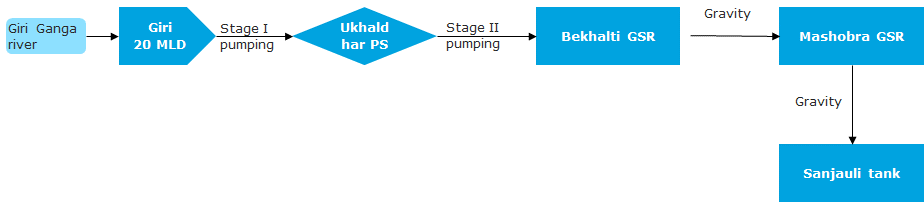 Giri Ganga
river
Giri
20 MLD
Stage I
pumping
Ukhald
har PS
Stage II
pumping
Bekhalti GSR
Gravity
Mashobra GSR
Gravity
Sanjauli tank